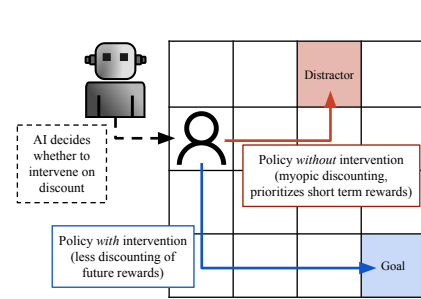 Distractor
AI decides
whether to
intervene on
discount
Policy without intervention
(myopic discounting,
prioritizes short term rewards)
Policy with intervention
(less discounting of
future rewards)
Goal